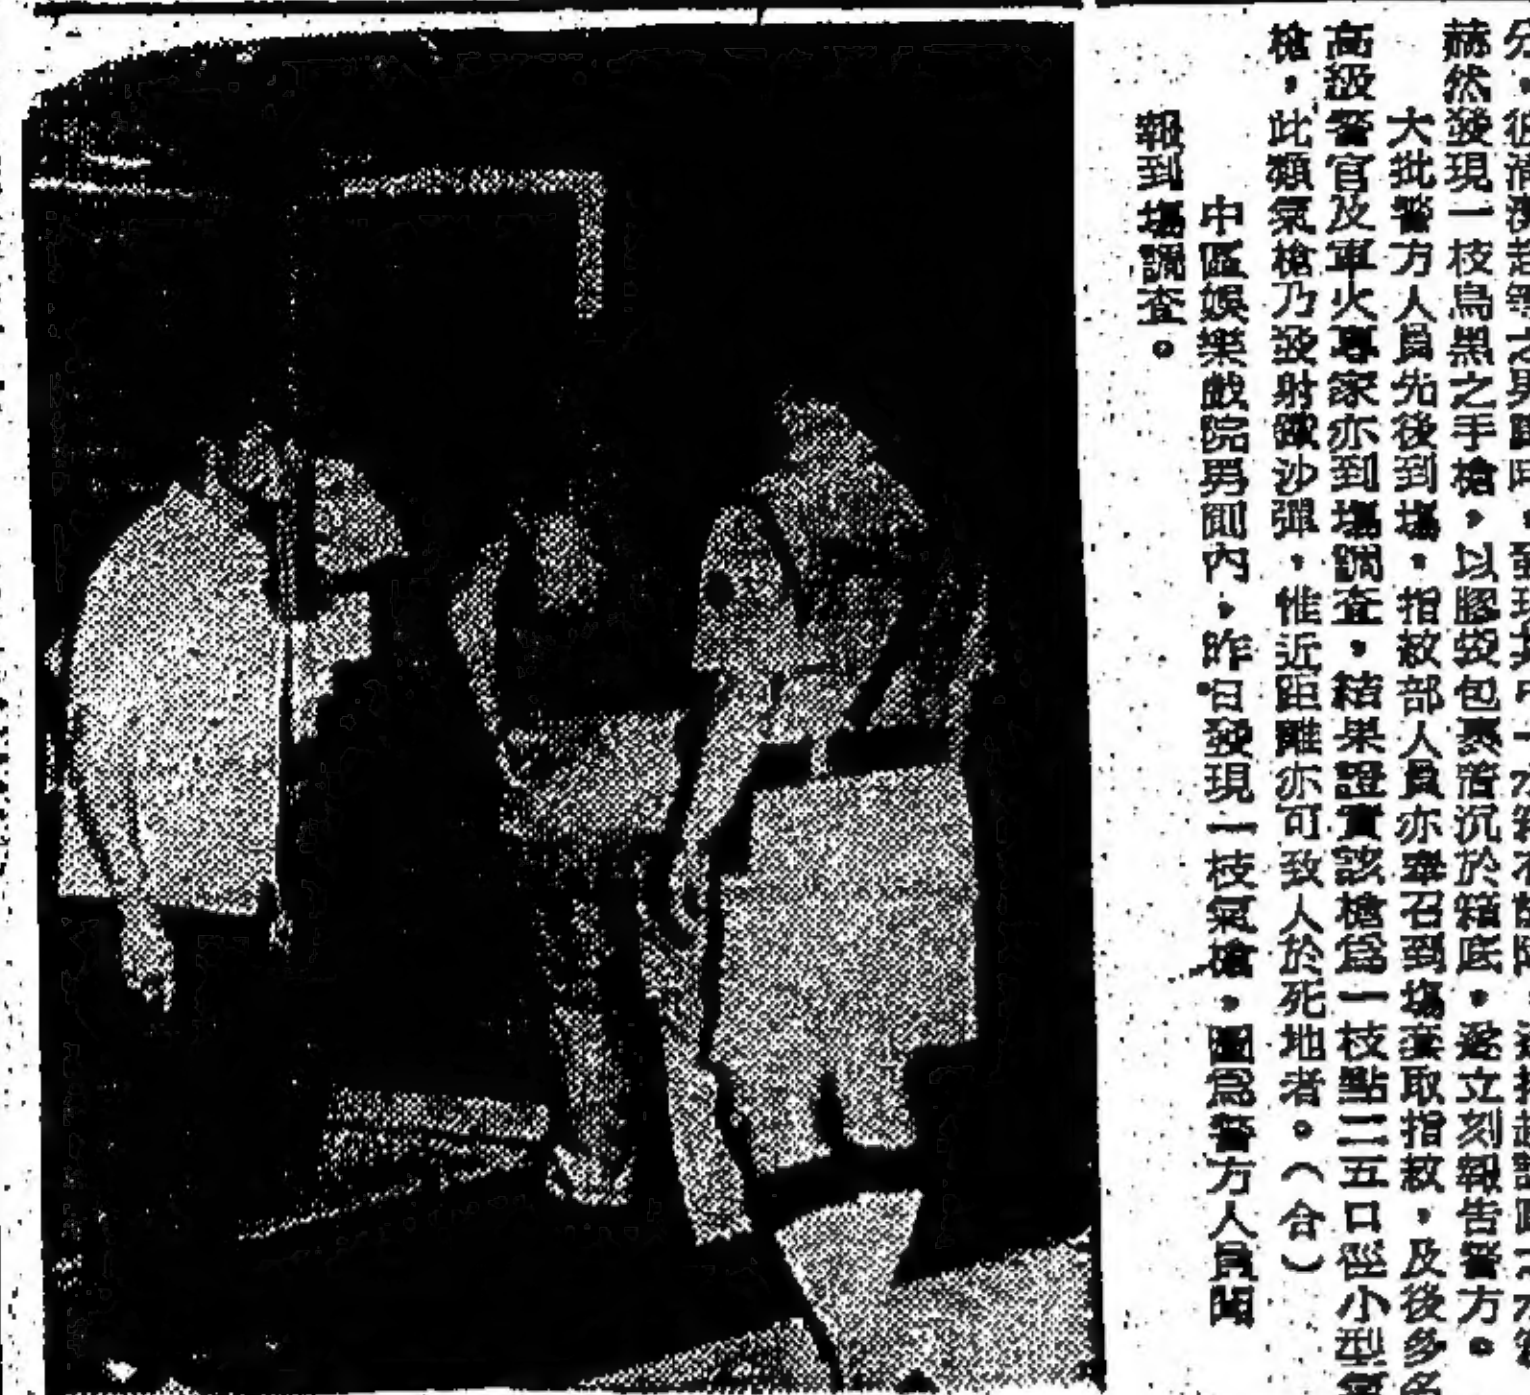 赫然發現一枝烏黑之手槍，以膠袋包裹着沉於箱底，遂立刻報告警方。
大批警方人員先後到場，指紋部人員亦奉召到場套取指紋，及後多
高級警官及軍火專家亦到場調查，結果證實該槍爲一枝點二五口徑小型氣
槍，此類氣槍乃發射鐵沙彈，惟近距離亦可致人於死地者。（合）
中區娛樂戲院男厠內，昨日發現一枝氣槍，圖爲警方人員聞
報到場調查。